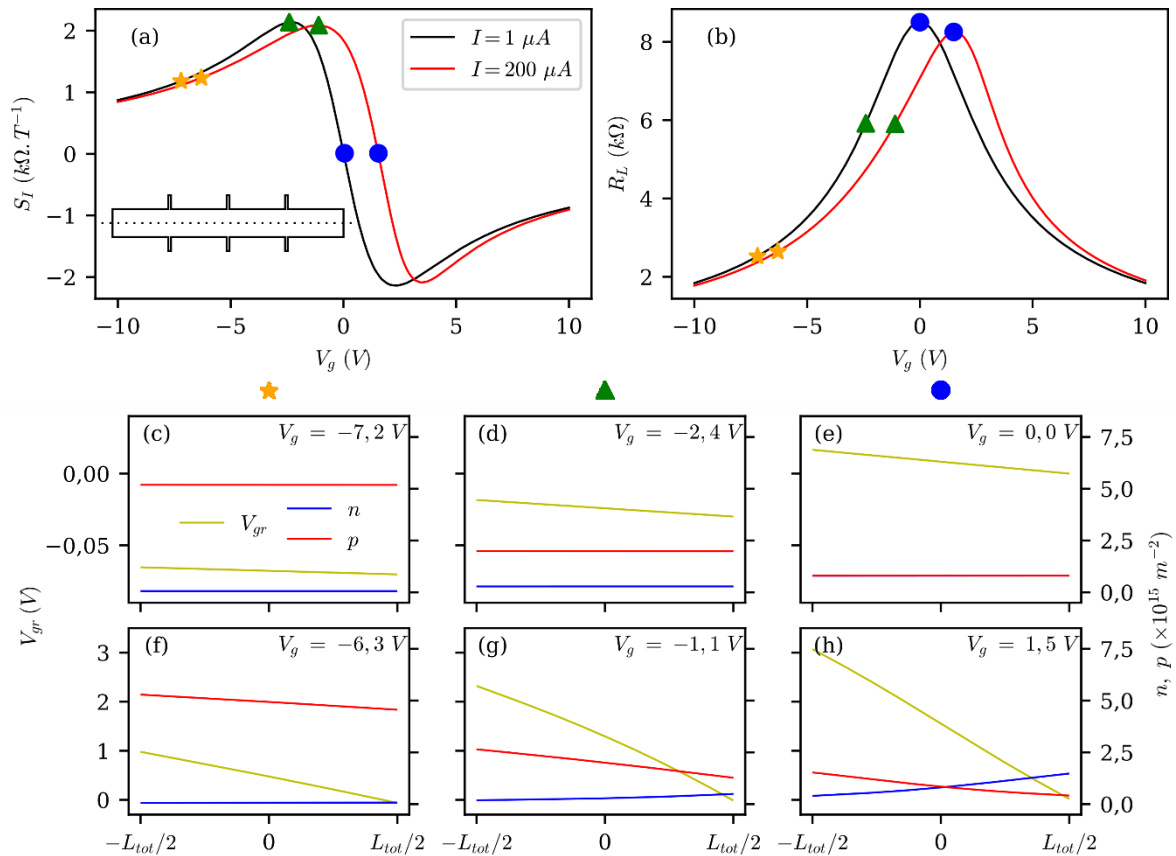 (a)
I = 1 μA
I = 200 μA
S_I (kΩ.T⁻¹)
2
1
0
−1
−2
−10
−5
0
5
10
V_g (V)
(b)
R_L (kΩ)
8
6
4
2
−10
−5
0
5
10
V_g (V)
(c)
V_g = −7,2 V
(d)
V_g = −2,4 V
(e)
V_g = 0,0 V
0,00
−0,05
V_gr
n
p
7,5
5,0
2,5
0,0
V_gr (V)
n, p (×10¹⁵ m⁻²)
(f)
V_g = −6,3 V
(g)
V_g = −1,1 V
(h)
V_g = 1,5 V
3
2
1
0
7,5
5,0
2,5
0,0
−L_tot/2
0
L_tot/2
−L_tot/2
0
L_tot/2
−L_tot/2
0
L_tot/2